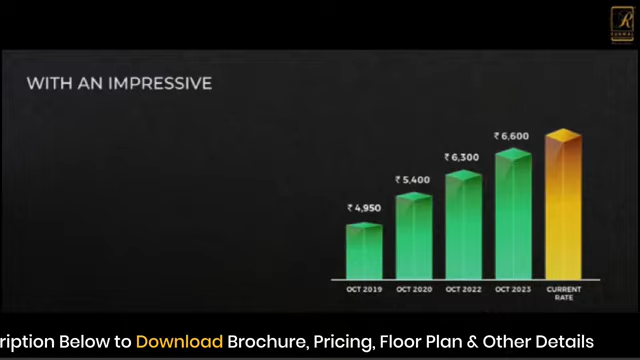 WITH AN IMPRESSIVE
₹ 4,950
₹ 5,400
₹ 6,300
₹ 6,600
OCT 2019
OCT 2020
OCT 2022
OCT 2023
CURRENT
RATE
ription Below to Download Brochure, Pricing, Floor Plan & Other Details